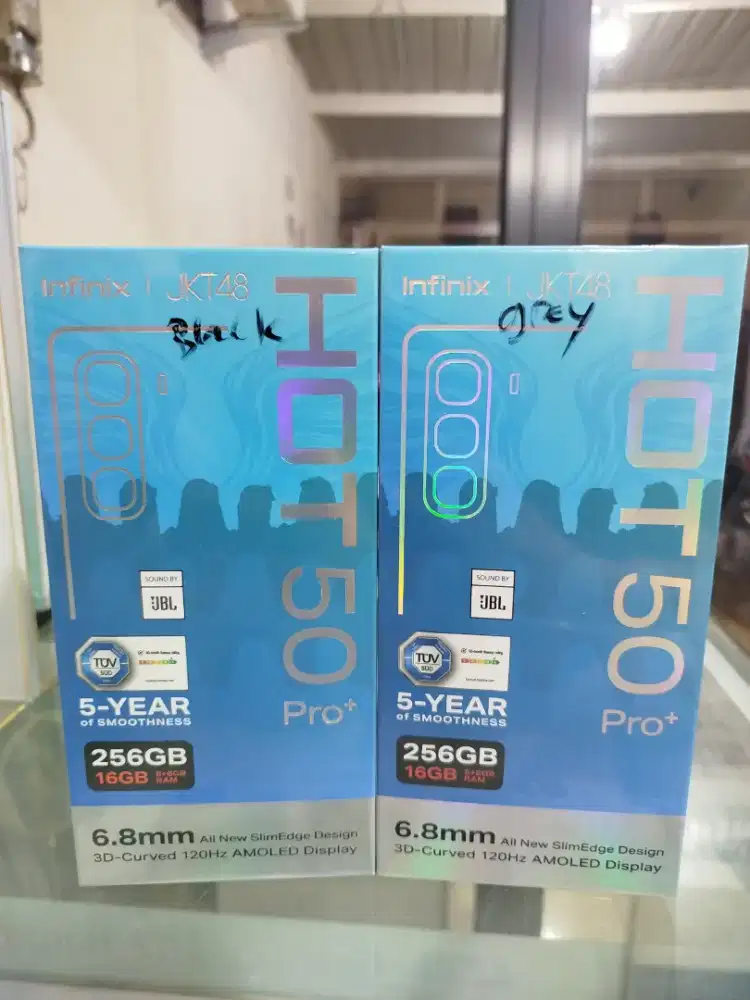 Infinix | JKT48
Black
HOT 50
Pro+
SOUND BY
JBL
TÜV
SÜD
5-YEAR
OF SMOOTHNESS
256GB
16GB 8+8GB
RAM
6.8mm All New SlimEdge Design
3D-Curved 120Hz AMOLED Display
Infinix | JKT48
grey
HOT 50
Pro+
SOUND BY
JBL
TÜV
SÜD
5-YEAR
OF SMOOTHNESS
256GB
16GB 8+8GB
RAM
6.8mm All New SlimEdge Design
3D-Curved 120Hz AMOLED Display